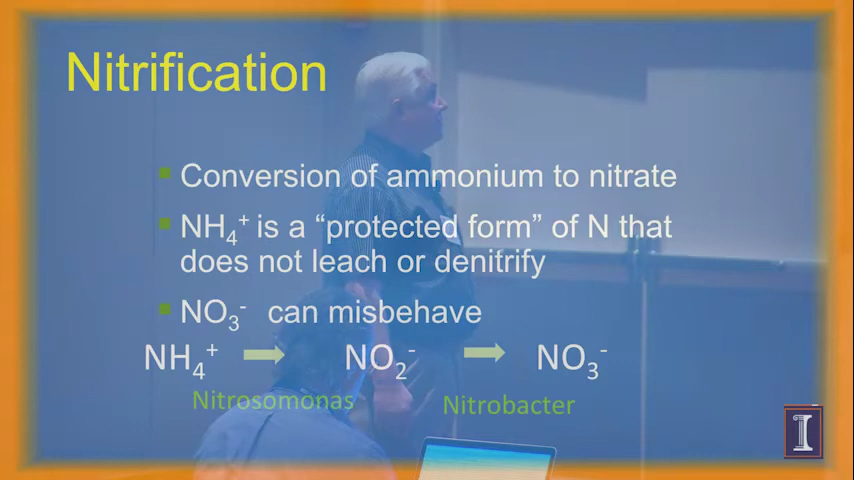 Nitrification
Conversion of ammonium to nitrate
NH₄⁺ is a “protected form” of N that
does not leach or denitrify
NO₃⁻ can misbehave
NH₄⁺ NO₂⁻ NO₃⁻
Nitrosomonas Nitrobacter
I